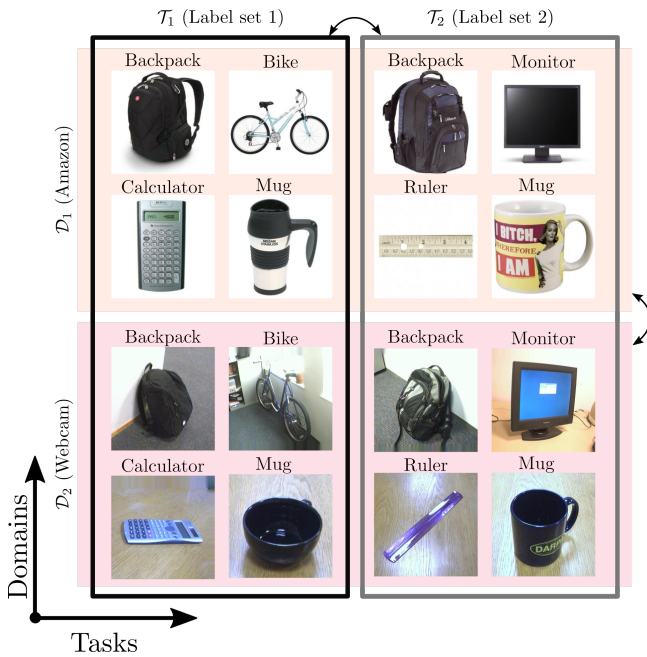 𝒯₁ (Label set 1)
𝒯₂ (Label set 2)
Backpack
Bike
Backpack
Monitor
Calculator
Mug
Ruler
Mug
I BITCH,
THEREFORE
I AM
𝒟₁ (Amazon)
Backpack
Bike
Backpack
Monitor
Calculator
Mug
Ruler
Mug
𝒟₂ (Webcam)
Domains
Tasks